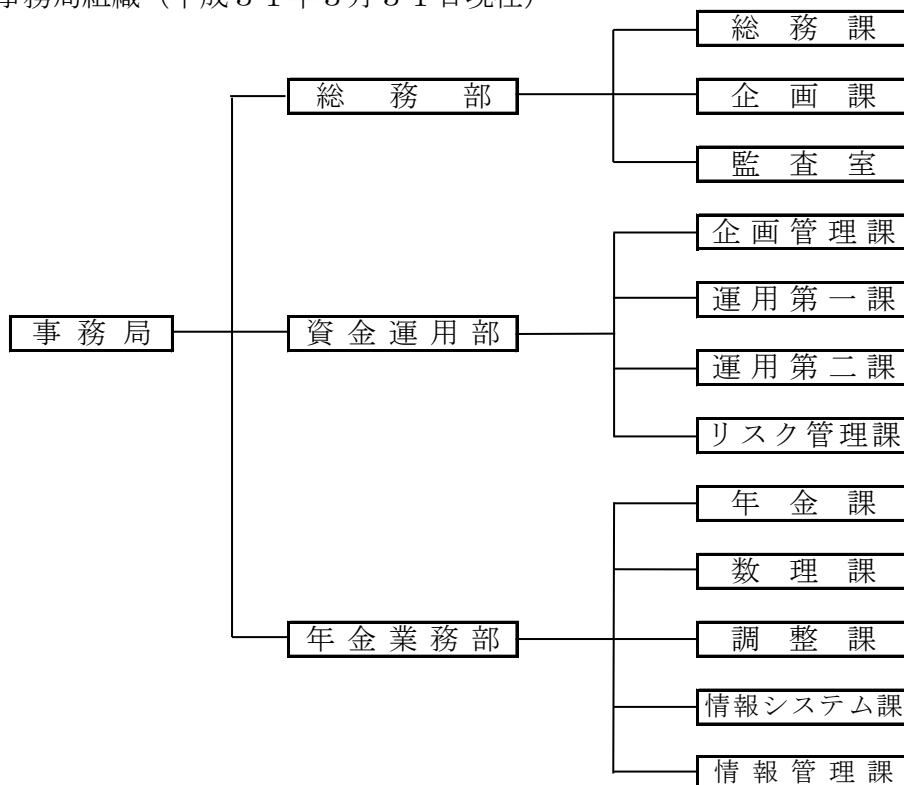 事務局組織（平成３１年３月３１日現在）
総務課
総務部
企画課
監査室
企画管理課
運用第一課
事務局
資金運用部
運用第二課
リスク管理課
年金課
数理課
年金業務部
調整課
情報システム課
情報管理課